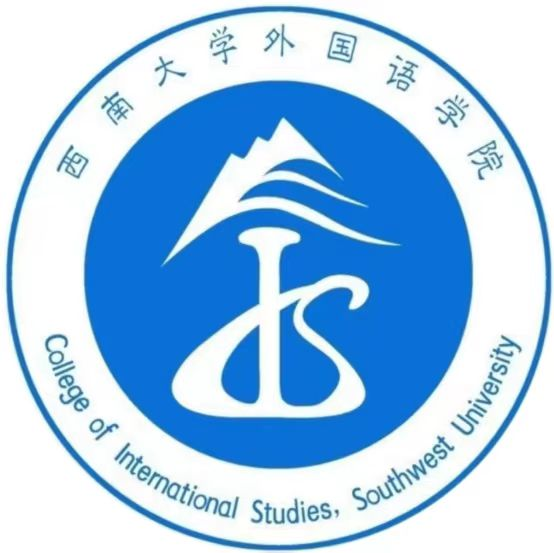 西南大学外国语学院
College of International Studies, Southwest University